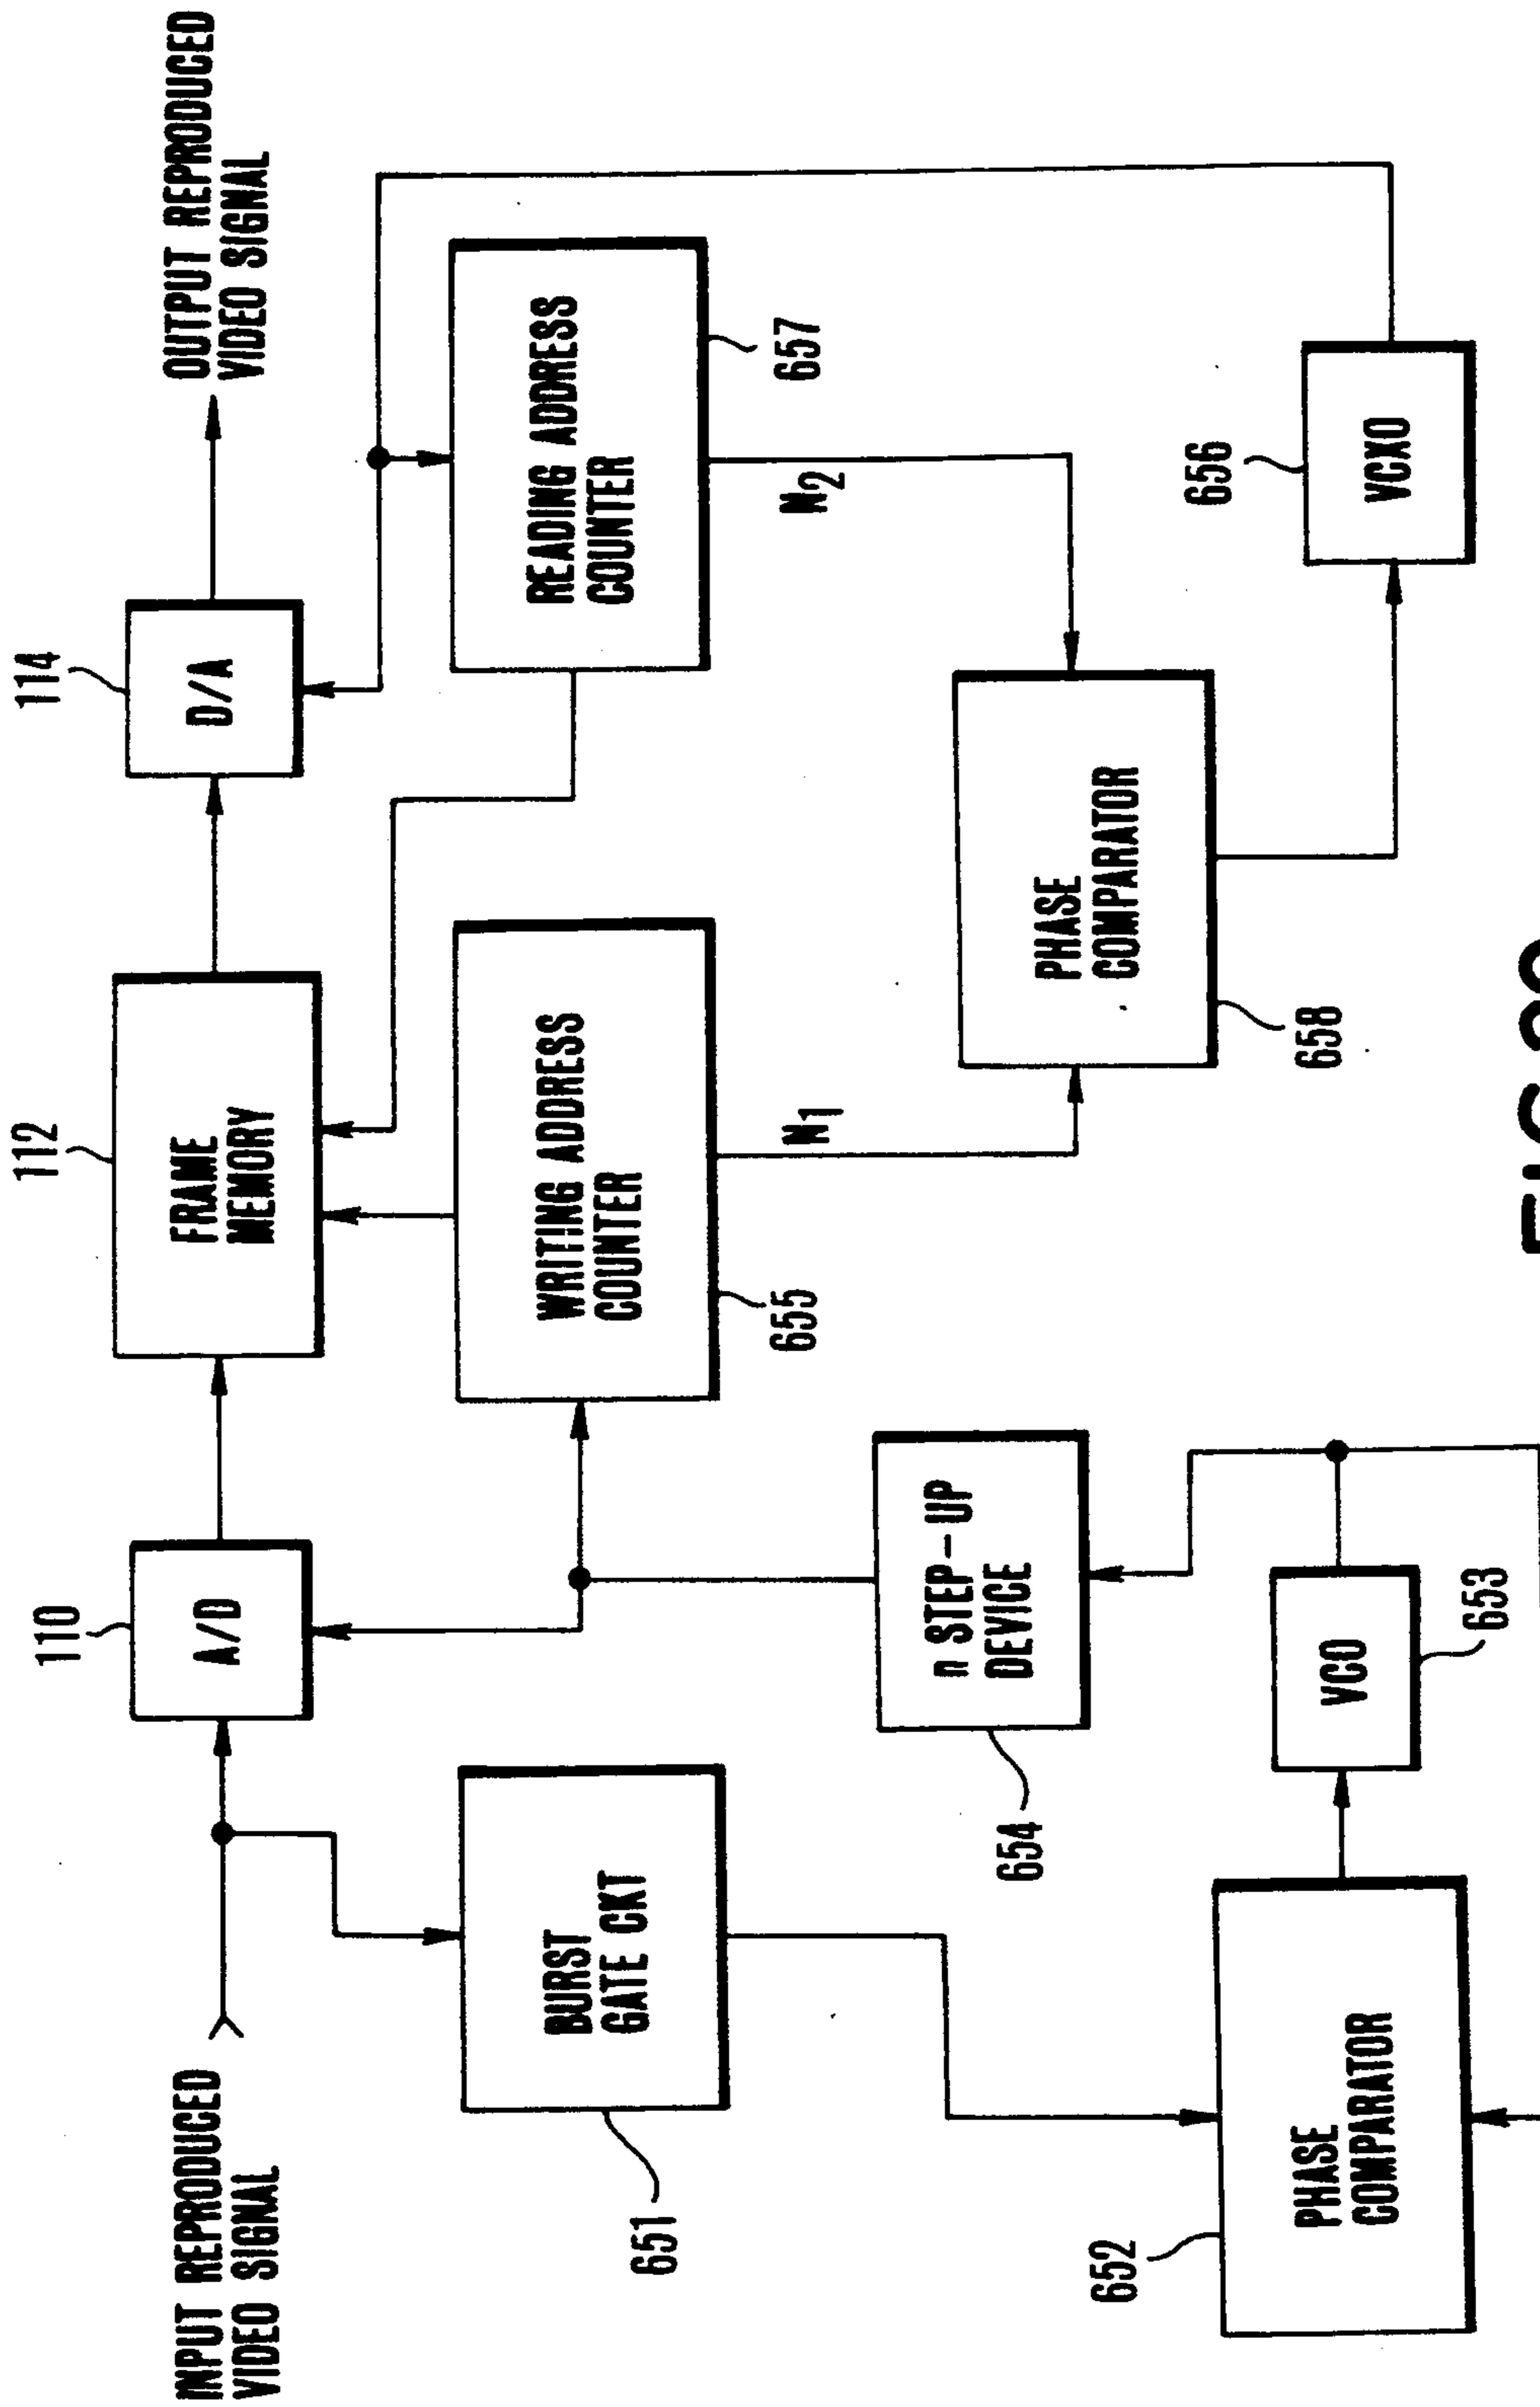 INPUT REPRODUCED
VIDEO SIGNAL
110
A/D
112
FRAME
MEMORY
114
D/A
OUTPUT REPRODUCED
VIDEO SIGNAL
BURST
GATE CKT
651
WRITING ADDRESS
COUNTER
655
READING ADDRESS
COUNTER
657
N1
N2
n STEP-UP
DEVICE
654
PHASE
COMPARATOR
658
656
VCXO
652
PHASE
COMPARATOR
VCO
653